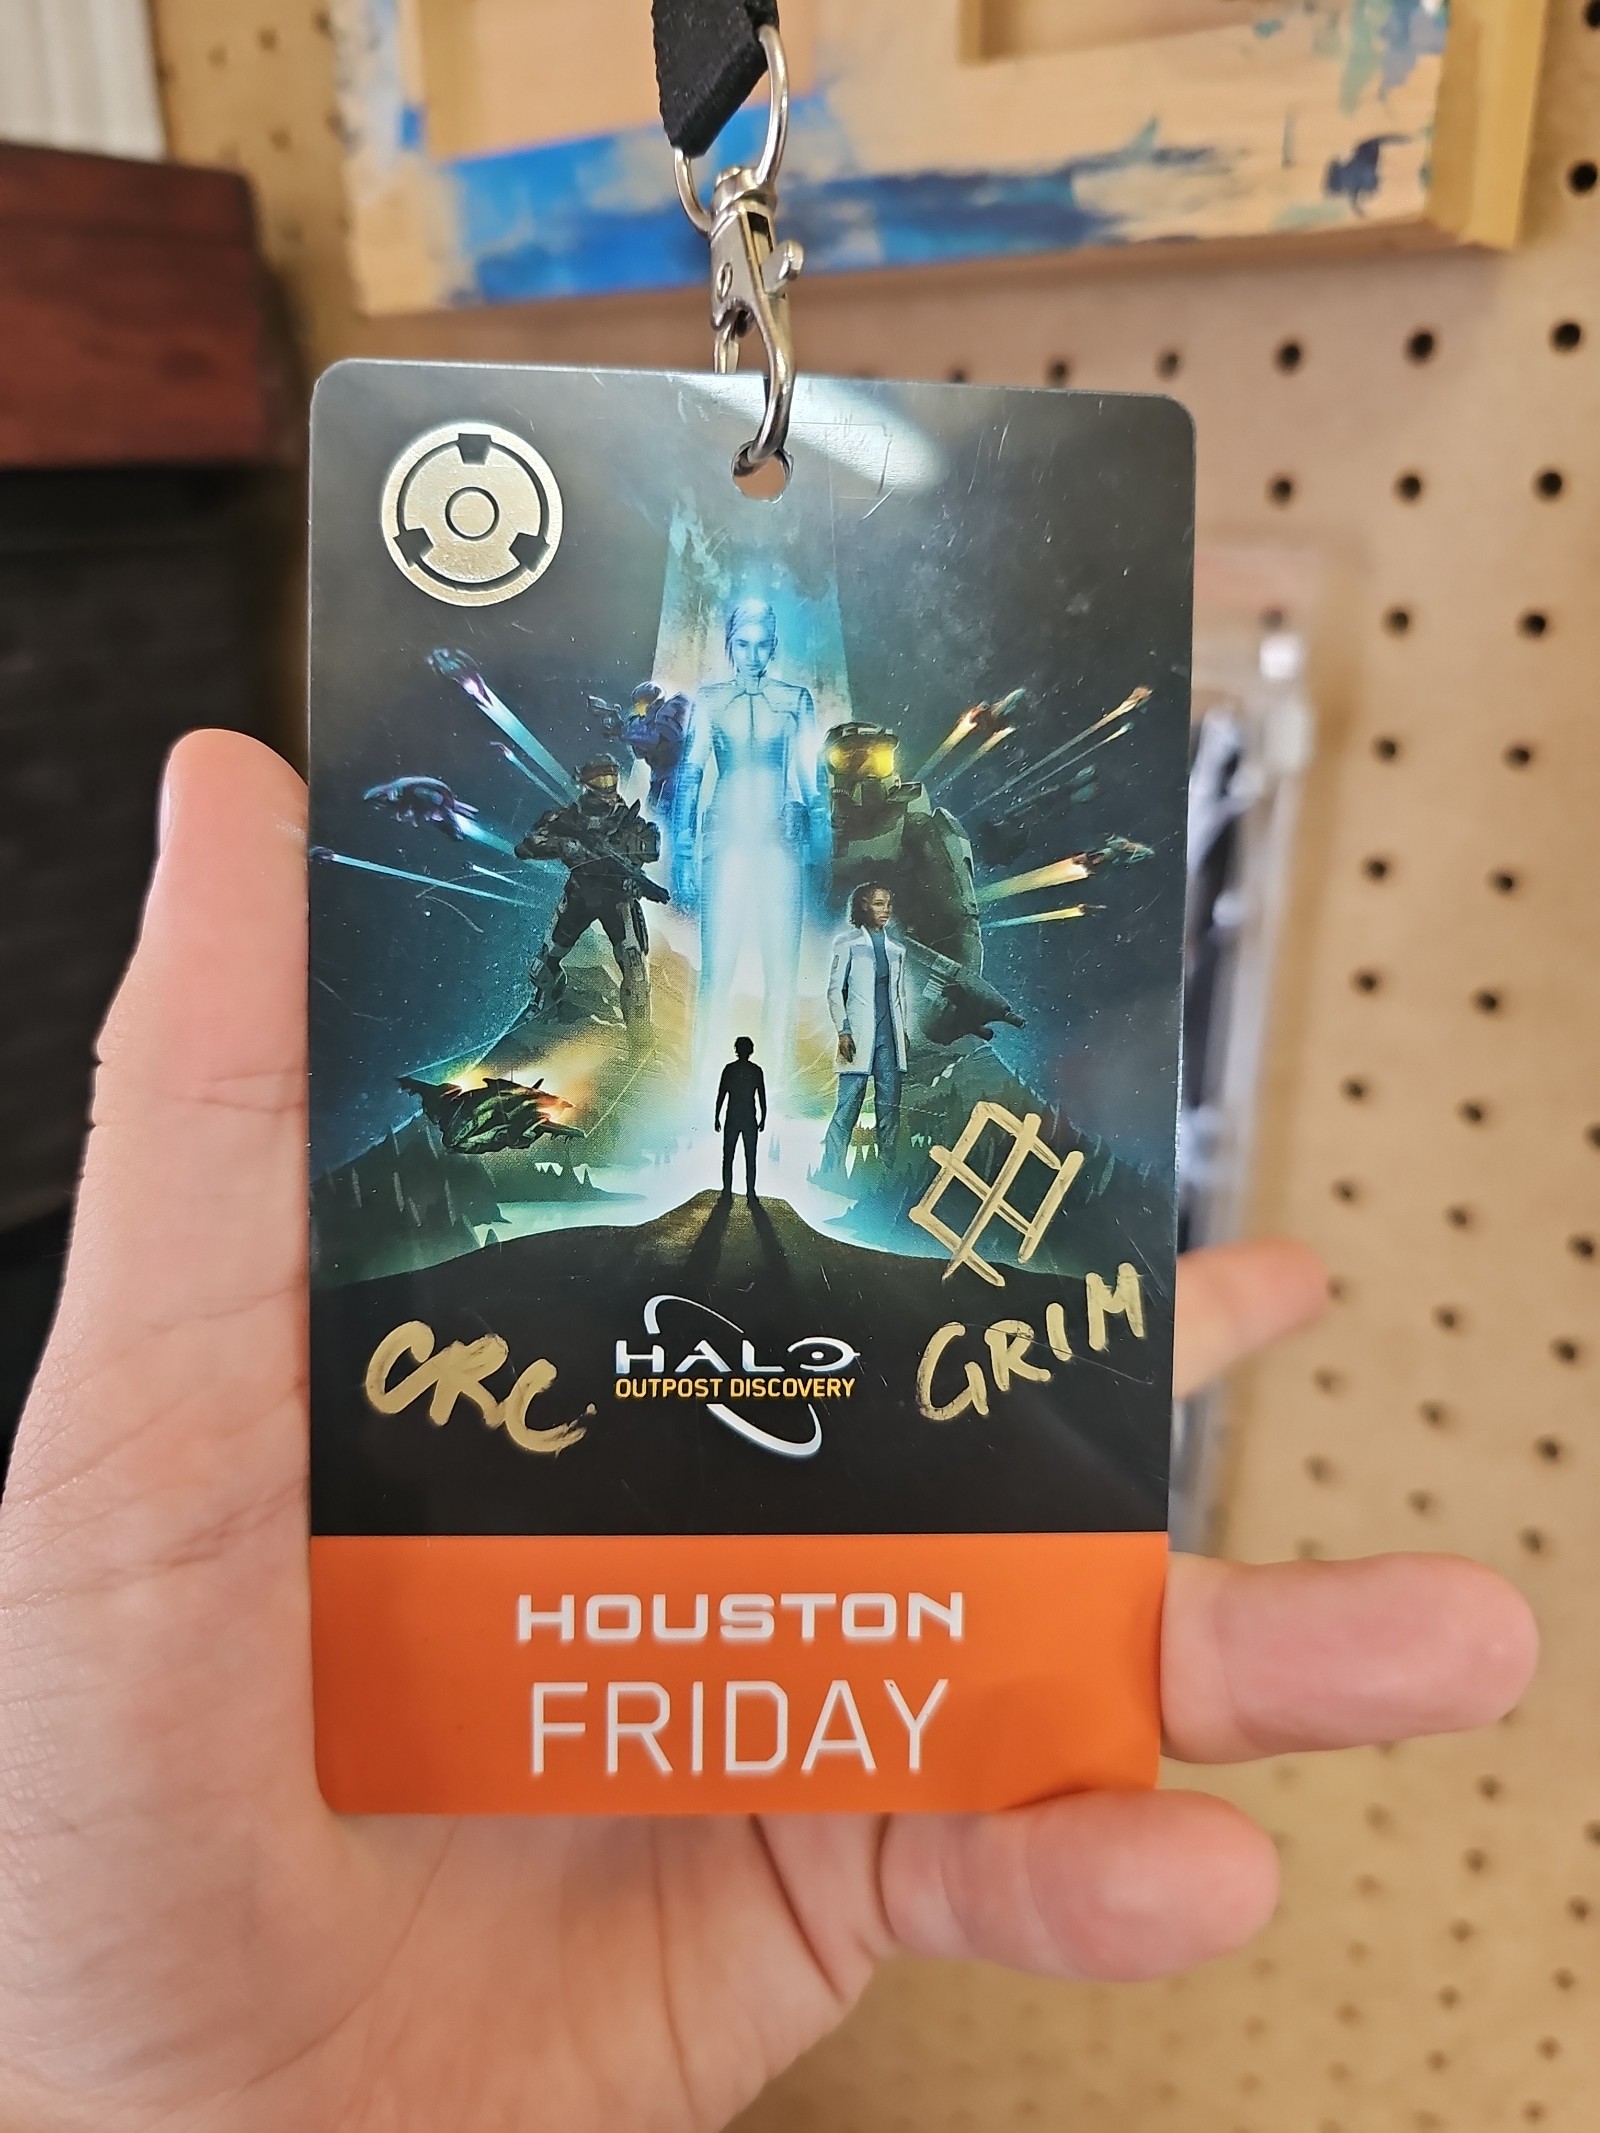 CRC
HALO
OUTPOST DISCOVERY
GRIM
HOUSTON
FRIDAY